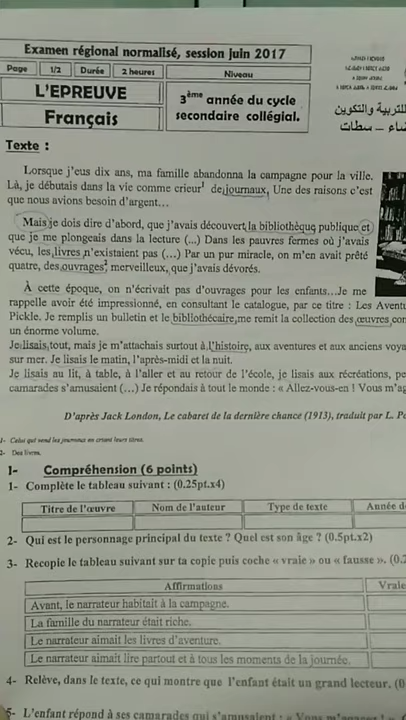 Examen régional normalisé, session juin 2017
Page 1/2 Durée 2 heures Niveau
L'EPREUVE
Français
3ème année du cycle
secondaire collégial.
للتربية والتكوين
سطات
Texte :
Lorsque j'eus dix ans, ma famille abandonna la campagne pour la ville.
Là, je débutais dans la vie comme crieur¹ de journaux, Une des raisons c'est
que nous avions besoin d'argent…
Mais je dois dire d'abord, que j'avais découvert la bibliothèque publique et
que je me plongeais dans la lecture (...) Dans les pauvres fermes où j'avais
vécu, les livres n'existaient pas (…) Par un pur miracle, on m'en avait prêté
quatre, des ouvrages² merveilleux, que j'avais dévorés.
À cette époque, on n'écrivait pas d'ouvrages pour les enfants...Je me
rappelle avoir été impressionné, en consultant le catalogue, par ce titre : Les Avent
Pickle. Je remplis un bulletin et le bibliothécaire me remit la collection des œuvres
un énorme volume.
Je lisais tout, mais je m'attachais surtout à l'histoire, aux aventures et aux anciens voya
sur mer. Je lisais le matin, l'après-midi et la nuit.
Je lisais au lit, à table, à l'aller et au retour de l'école, je lisais aux récréations, pe
camarades s'amusaient (…) Je répondais à tout le monde : « Allez-vous-en ! Vous m'ag
D'après Jack London, Le cabaret de la dernière chance (1913), traduit par L. P
1- Celui qui vend les journaux en criant leurs titres.
2- Des livres.
I- Compréhension (6 points)
1- Complète le tableau suivant : (0.25pt.x4)
Titre de l'œuvre Nom de l'auteur Type de texte Année d
2- Qui est le personnage principal du texte ? Quel est son âge ? (0.5pt.x2)
3- Recopie le tableau suivant sur ta copie puis coche « vraie » ou « fausse ». (0.2
Affirmations Vraie
Avant, le narrateur habitait à la campagne.
La famille du narrateur était riche.
Le narrateur aimait les livres d'aventure.
Le narrateur aimait lire partout et à tous les moments de la journée.
4- Relève, dans le texte, ce qui montre que l'enfant était un grand lecteur. (0
5- L'enfant répond à ses camarades qui s'amusaient : « Vous